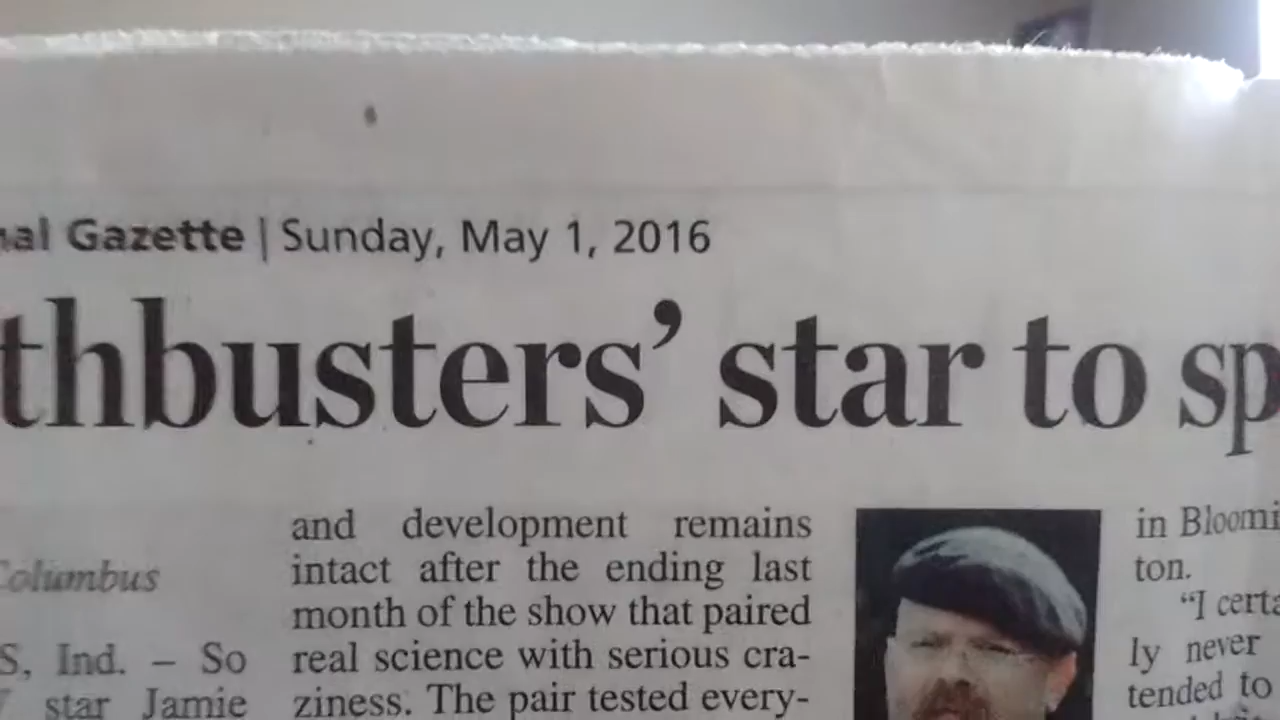 Gazette | Sunday, May 1, 2016
thbusters’ star to sp
Columbus
S, Ind. – So
star Jamie
and development remains
intact after the ending last
month of the show that paired
real science with serious cra-
ziness. The pair tested every-
in Bloomi
ton.
“I certa
ly never
tended to